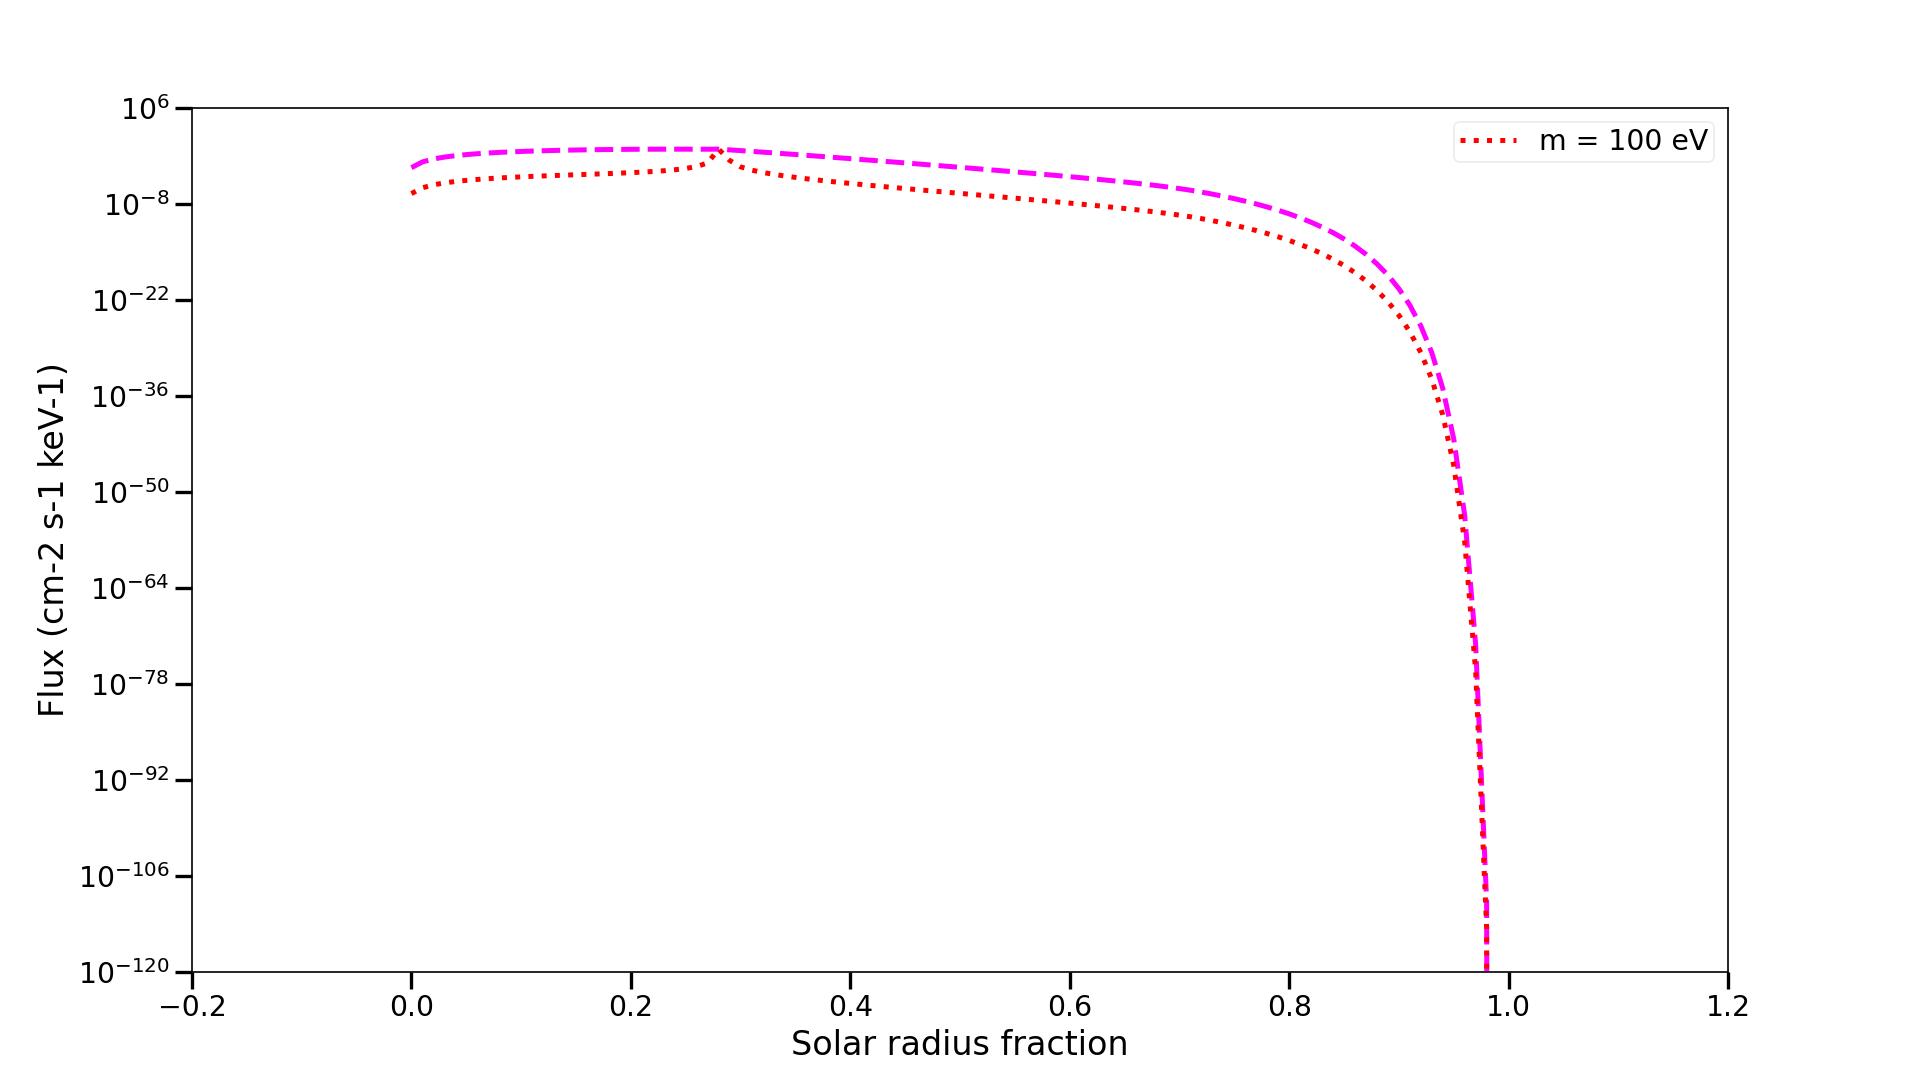 10⁶
10⁻⁸
10⁻²²
10⁻³⁶
10⁻⁵⁰
10⁻⁶⁴
10⁻⁷⁸
10⁻⁹²
10⁻¹⁰⁶
10⁻¹²⁰
Flux (cm-2 s-1 keV-1)
m = 100 eV
−0.2 0.0 0.2 0.4 0.6 0.8 1.0 1.2
Solar radius fraction